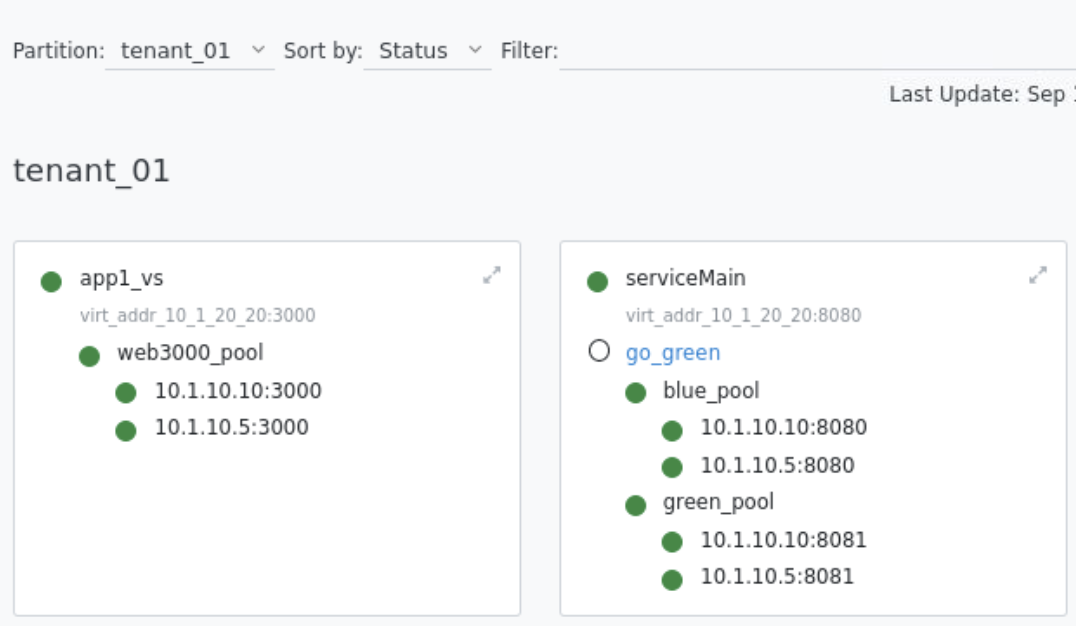 Partition: tenant_01 Sort by: Status Filter:
Last Update: Sep
tenant_01
app1_vs
virt_addr_10_1_20_20:3000
web3000_pool
10.1.10.10:3000
10.1.10.5:3000
serviceMain
virt_addr_10_1_20_20:8080
go_green
blue_pool
10.1.10.10:8080
10.1.10.5:8080
green_pool
10.1.10.10:8081
10.1.10.5:8081